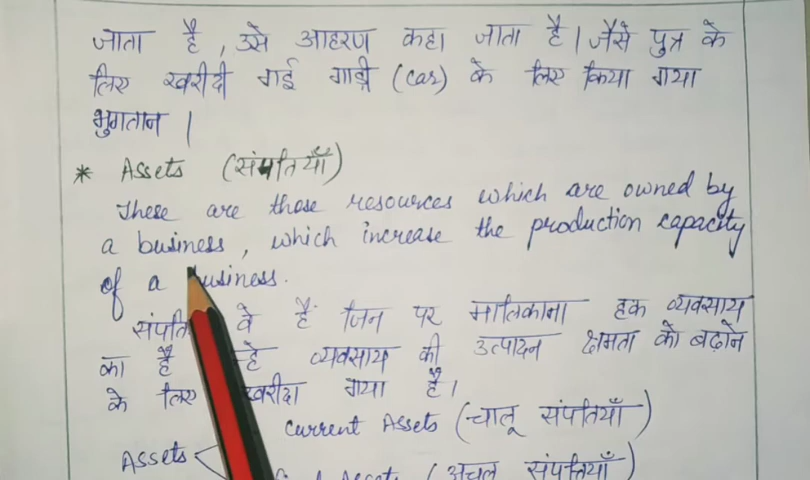 जाता है, उसे आहरण कहा जाता है। जैसे पुत्र के
लिए खरीदी गई गाड़ी (car) के लिए किया गया
भुगतान।
* Assets (संपतियाँ)
These are those resources which are owned by
a business, which increase the production capacity
of a business.
वे हैं जिन पर मालिकाना हक व्यवसाय
का है व्यवसाय की उत्पादन क्षमता को बढ़ाने
के लिए खरीदा गया है।
Current Assets (चालू संपतियाँ)
Assets
Assets (अचल संपतियाँ)